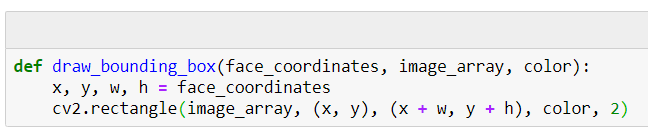 def draw_bounding_box(face_coordinates, image_array, color):
    x, y, w, h = face_coordinates
    cv2.rectangle(image_array, (x, y), (x + w, y + h), color, 2)